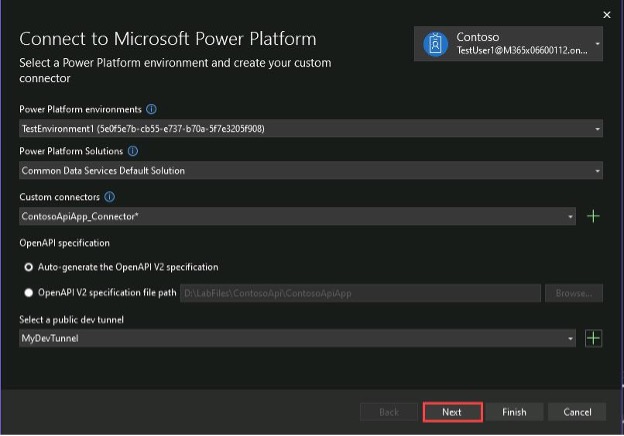 Connect to Microsoft Power Platform
Contoso
TestUser1@M365x06600112.on...
Select a Power Platform environment and create your custom
connector
Power Platform environments
TestEnvironment1 (5e0f5e7b-cb55-e737-b70a-5f7e3205f908)
Power Platform Solutions
Common Data Services Default Solution
Custom connectors
ContosoApiApp_Connector*
OpenAPI specification
Auto-generate the OpenAPI V2 specification
OpenAPI V2 specification file path D:\LabFiles\ContosoApi\ContosoApiApp Browse...
Select a public dev tunnel
MyDevTunnel
Back Next Finish Cancel